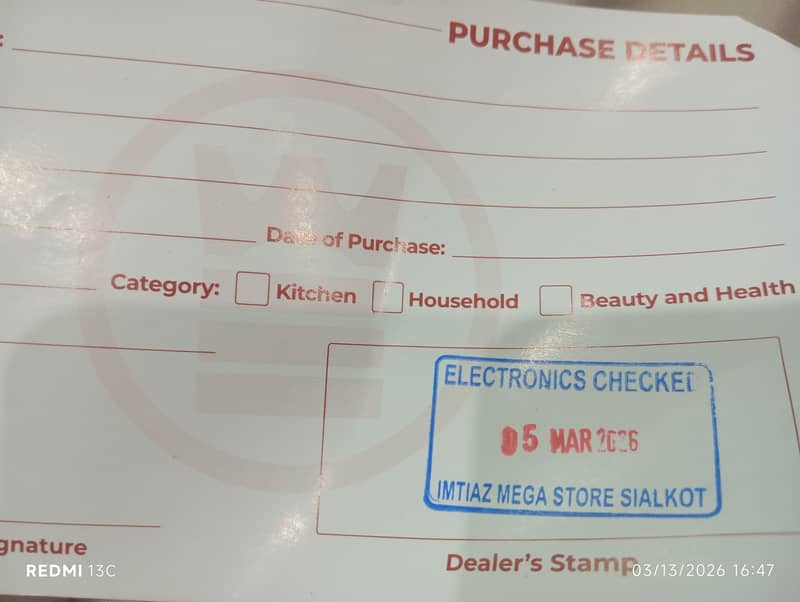 PURCHASE DETAILS
Date of Purchase:
Category: Kitchen Household Beauty and Health
ELECTRONICS CHECKED
05 MAR 2026
IMTIAZ MEGA STORE SIALKOT
gnature
Dealer's Stamp
REDMI 13C
03/13/2026 16:47